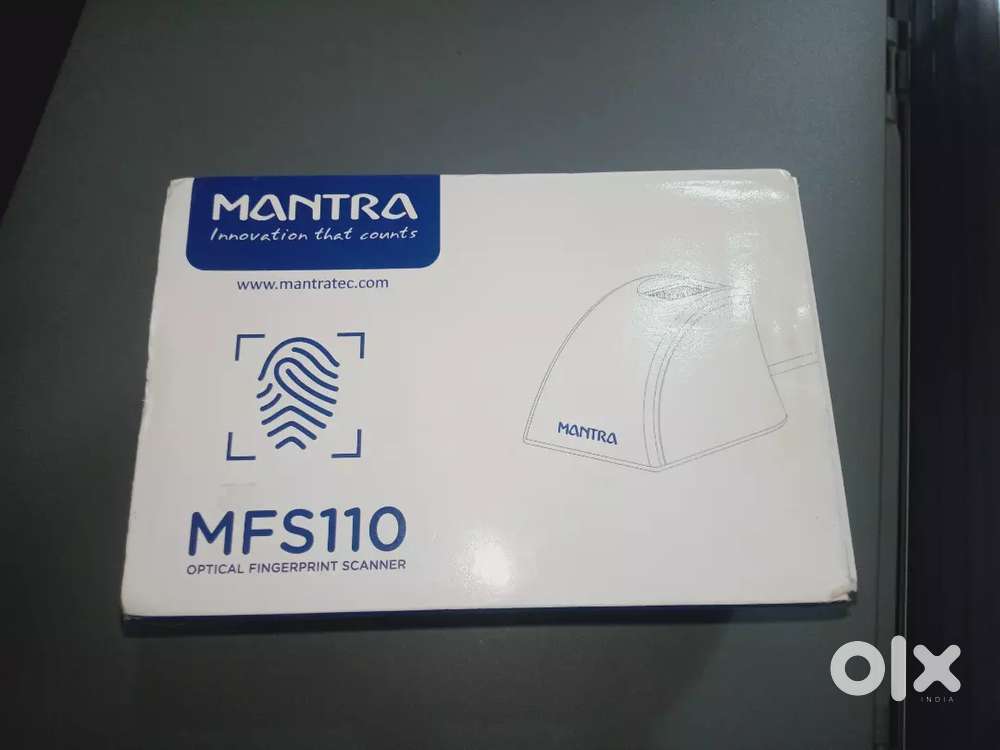 MANTRA
Innovation that counts
www.mantratec.com
MANTRA
MFS110
OPTICAL FINGERPRINT SCANNER
olx
INDIA